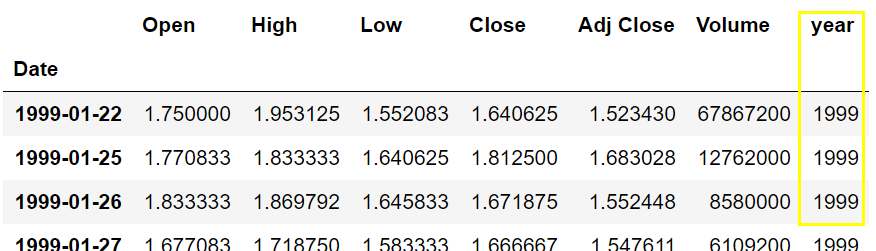 Open High Low Close Adj Close Volume year
Date
1999-01-22 1.750000 1.953125 1.552083 1.640625 1.523430 67867200 1999
1999-01-25 1.770833 1.833333 1.640625 1.812500 1.683028 12762000 1999
1999-01-26 1.833333 1.869792 1.645833 1.671875 1.552448 8580000 1999
1999-01-27 1.677083 1.718750 1.583333 1.666667 1.547611 6109200 1999